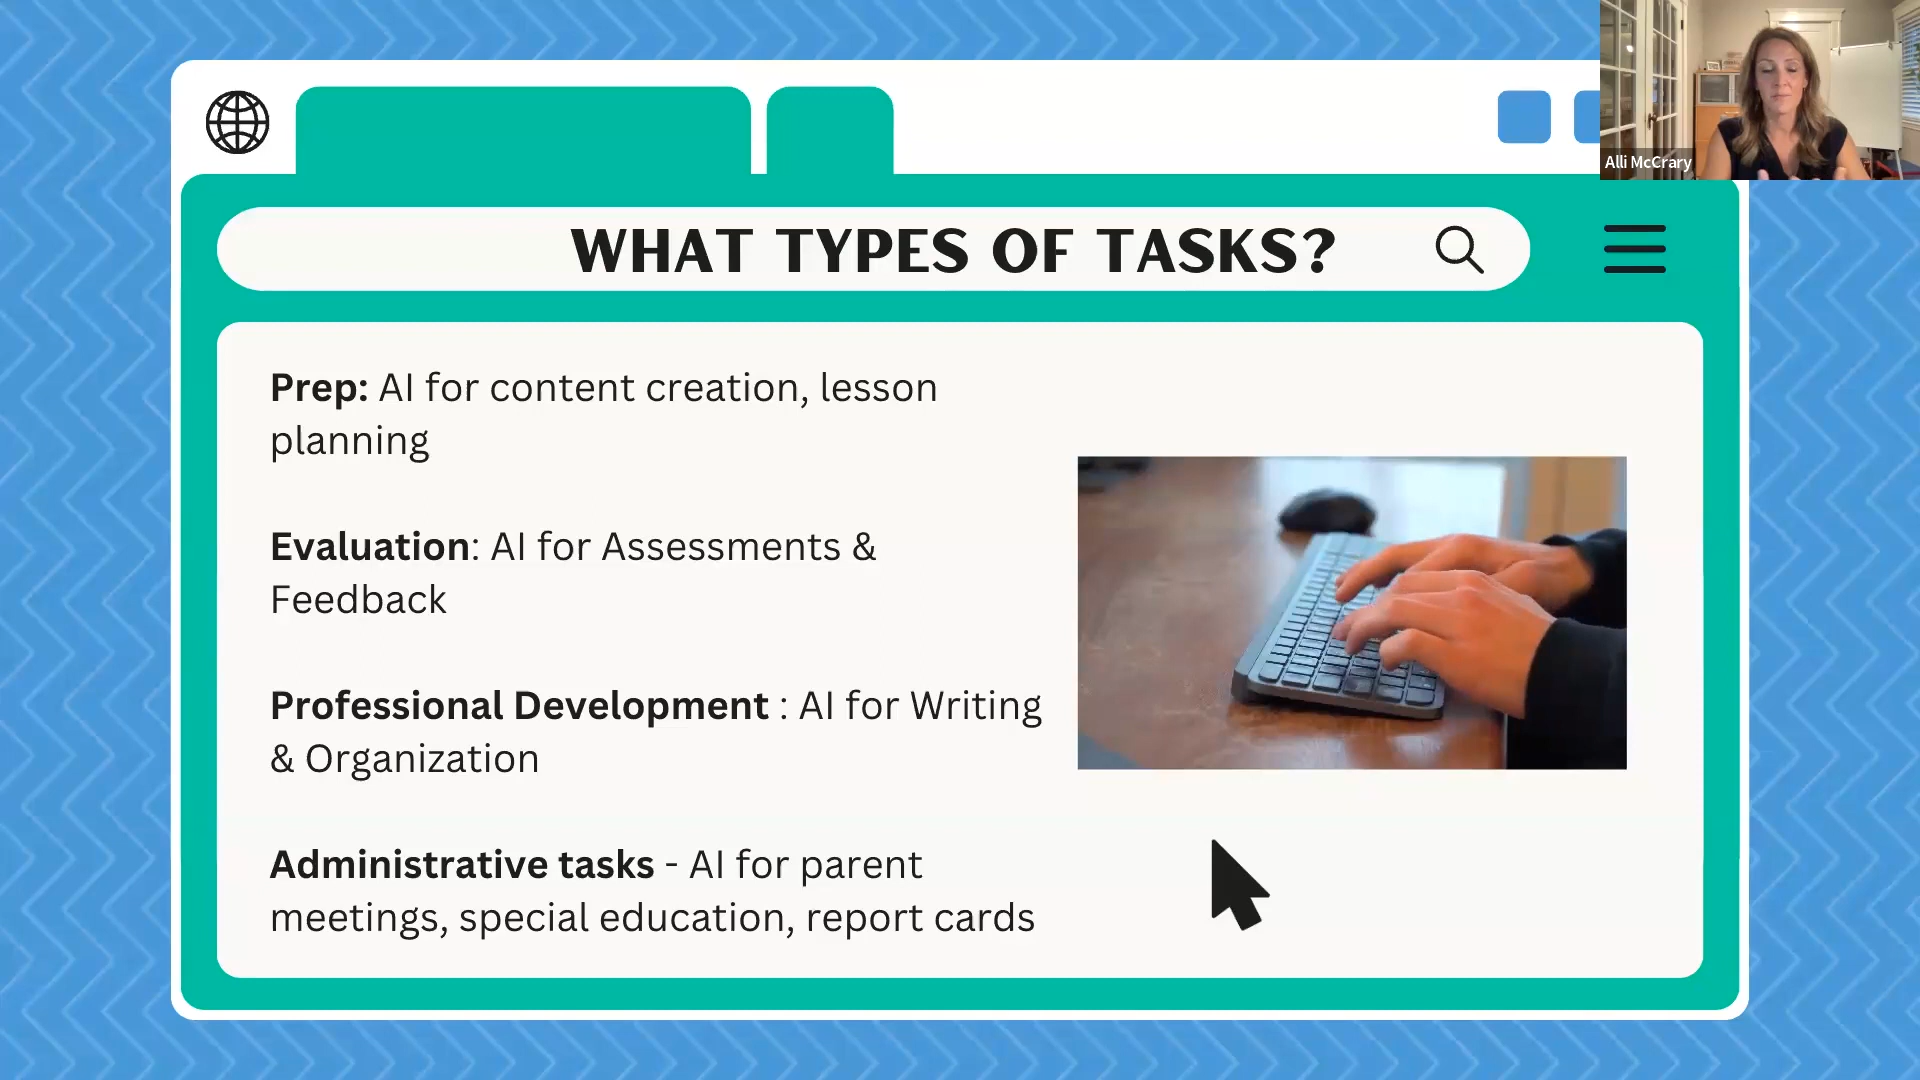 Alli McCrary
WHAT TYPES OF TASKS?
Prep: AI for content creation, lesson
planning
Evaluation: AI for Assessments &
Feedback
Professional Development : AI for Writing
& Organization
Administrative tasks - AI for parent
meetings, special education, report cards